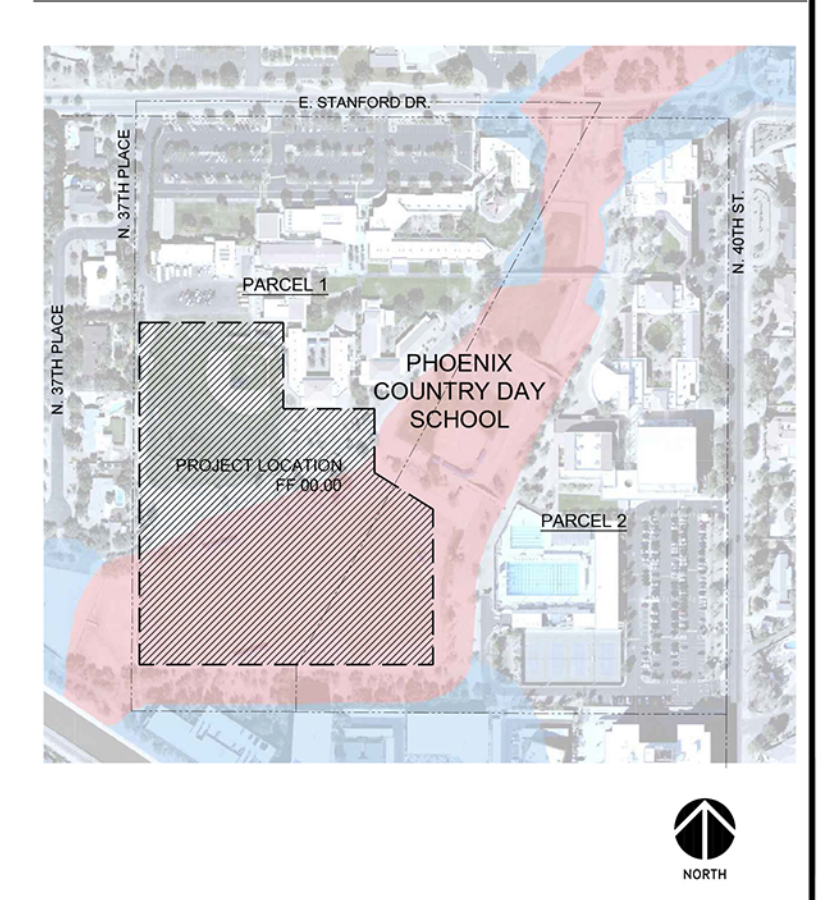 E. STANFORD DR.
N. 37TH PLACE
N. 40TH ST.
PARCEL 1
N. 37TH PLACE
PHOENIX
COUNTRY DAY
SCHOOL
PROJECT LOCATION
FF 00.00
PARCEL 2
NORTH